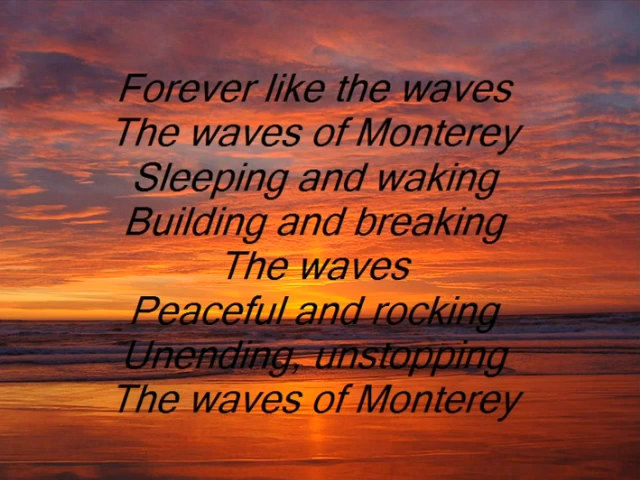 Forever like the waves
The waves of Monterey
Sleeping and waking
Building and breaking
The waves
Peaceful and rocking
Unending, unstopping
The waves of Monterey